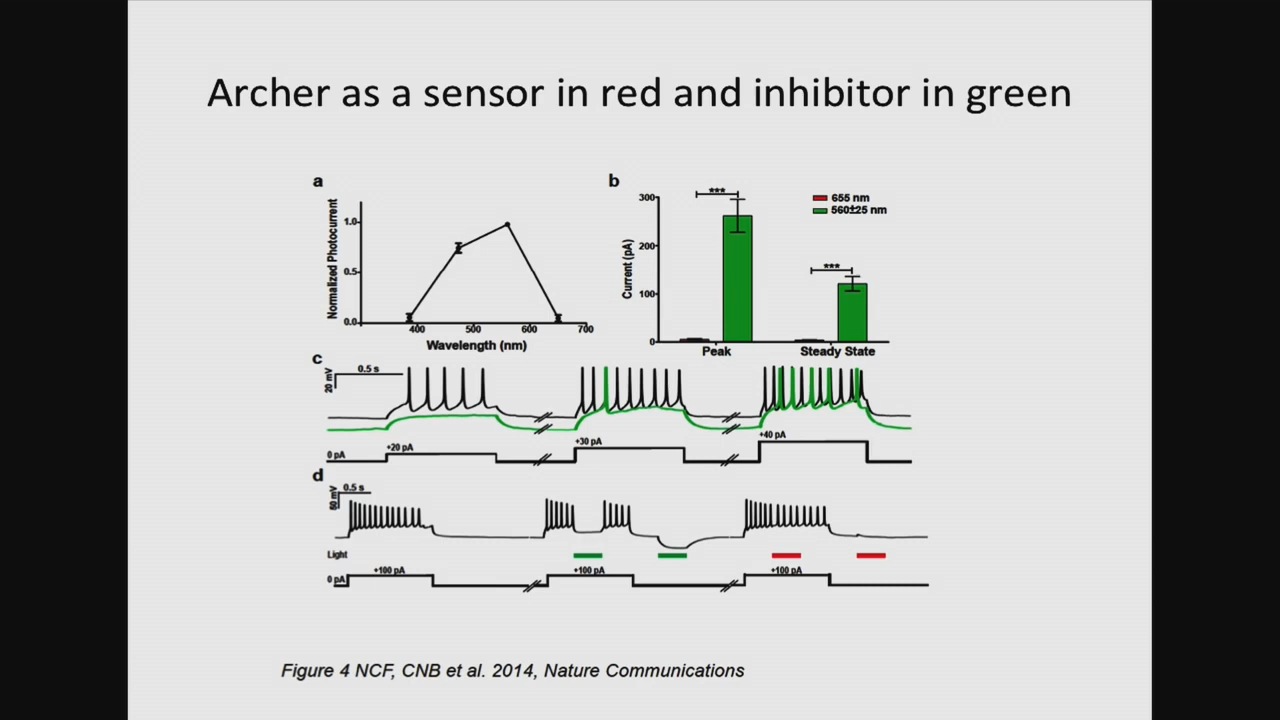 Archer as a sensor in red and inhibitor in green
a
Normalized Photocurrent
1.0
0.5
0.0
400 500 600 700
Wavelength (nm)
b
Current (pA)
300
200
100
0
***
***
655 nm
560±25 nm
Peak Steady State
c
20 mV
0.5 s
0 pA
+20 pA
+30 pA
+40 pA
d
50 mV
0.5 s
Light
0 pA
+100 pA
+100 pA
+100 pA
Figure 4 NCF, CNB et al. 2014, Nature Communications